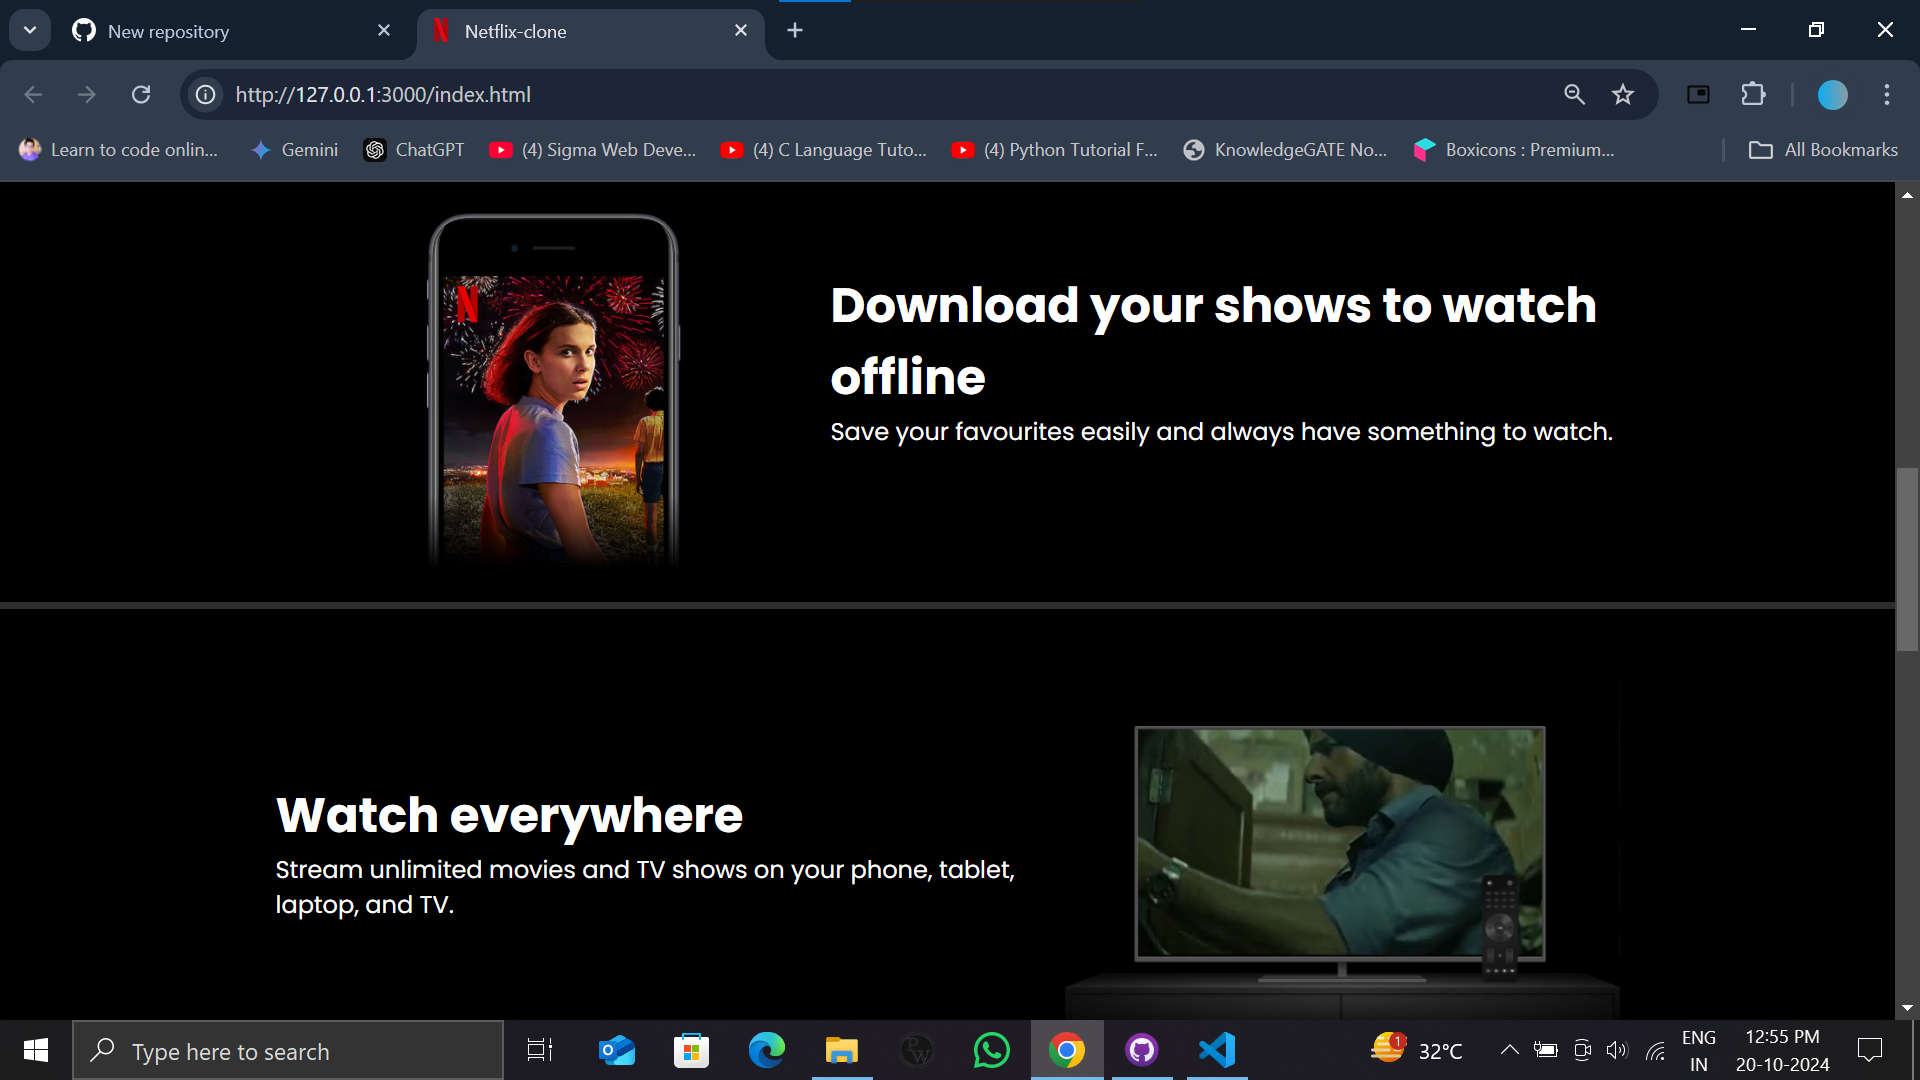 New repository
Netflix-clone
http://127.0.0.1:3000/index.html
Learn to code onlin...
Gemini
ChatGPT
(4) Sigma Web Deve...
(4) C Language Tuto...
(4) Python Tutorial F...
KnowledgeGATE No...
Boxicons : Premium...
All Bookmarks
N
Download your shows to watch
offline
Save your favourites easily and always have something to watch.
Watch everywhere
Stream unlimited movies and TV shows on your phone, tablet,
laptop, and TV.
Type here to search
PW
1
32°C
ENG
IN
12:55 PM
20-10-2024